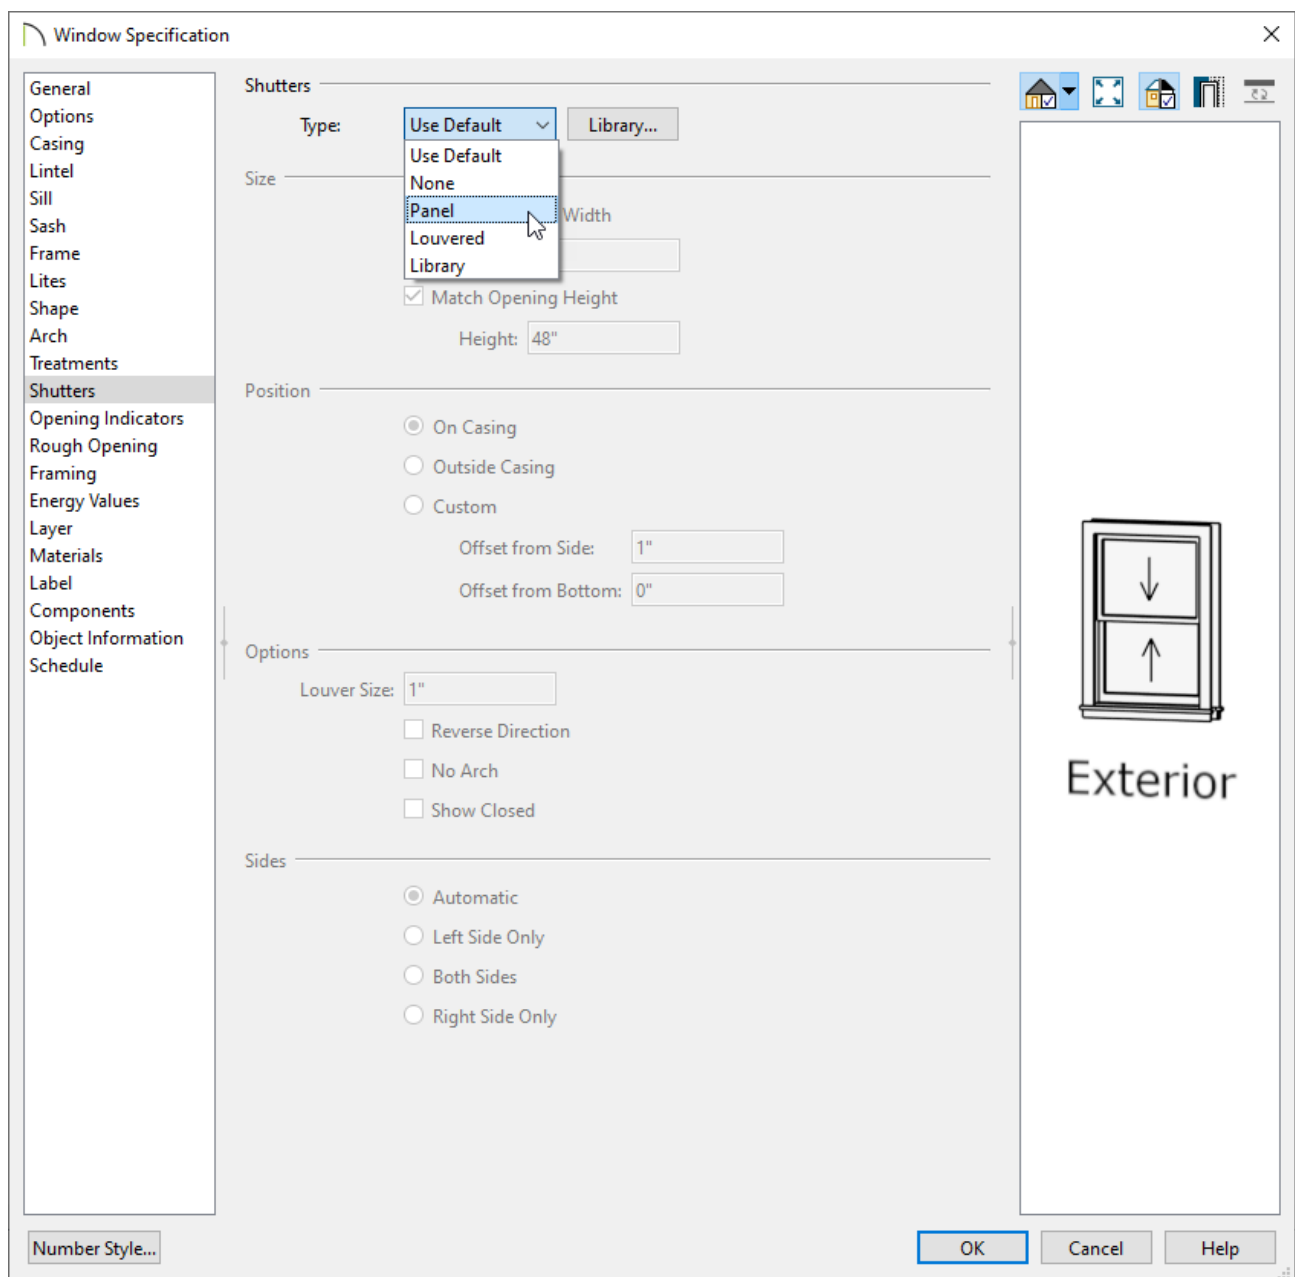 Window Specification
General
Options
Casing
Lintel
Sill
Sash
Frame
Lites
Shape
Arch
Treatments
Shutters
Opening Indicators
Rough Opening
Framing
Energy Values
Layer
Materials
Label
Components
Object Information
Schedule
Shutters
Type: Use Default Library...
Use Default
None
Panel
Louvered
Library
Size
Width
Match Opening Height
Height: 48"
Position
On Casing
Outside Casing
Custom
Offset from Side: 1"
Offset from Bottom: 0"
Options
Louver Size: 1"
Reverse Direction
No Arch
Show Closed
Sides
Automatic
Left Side Only
Both Sides
Right Side Only
Exterior
Number Style... OK Cancel Help